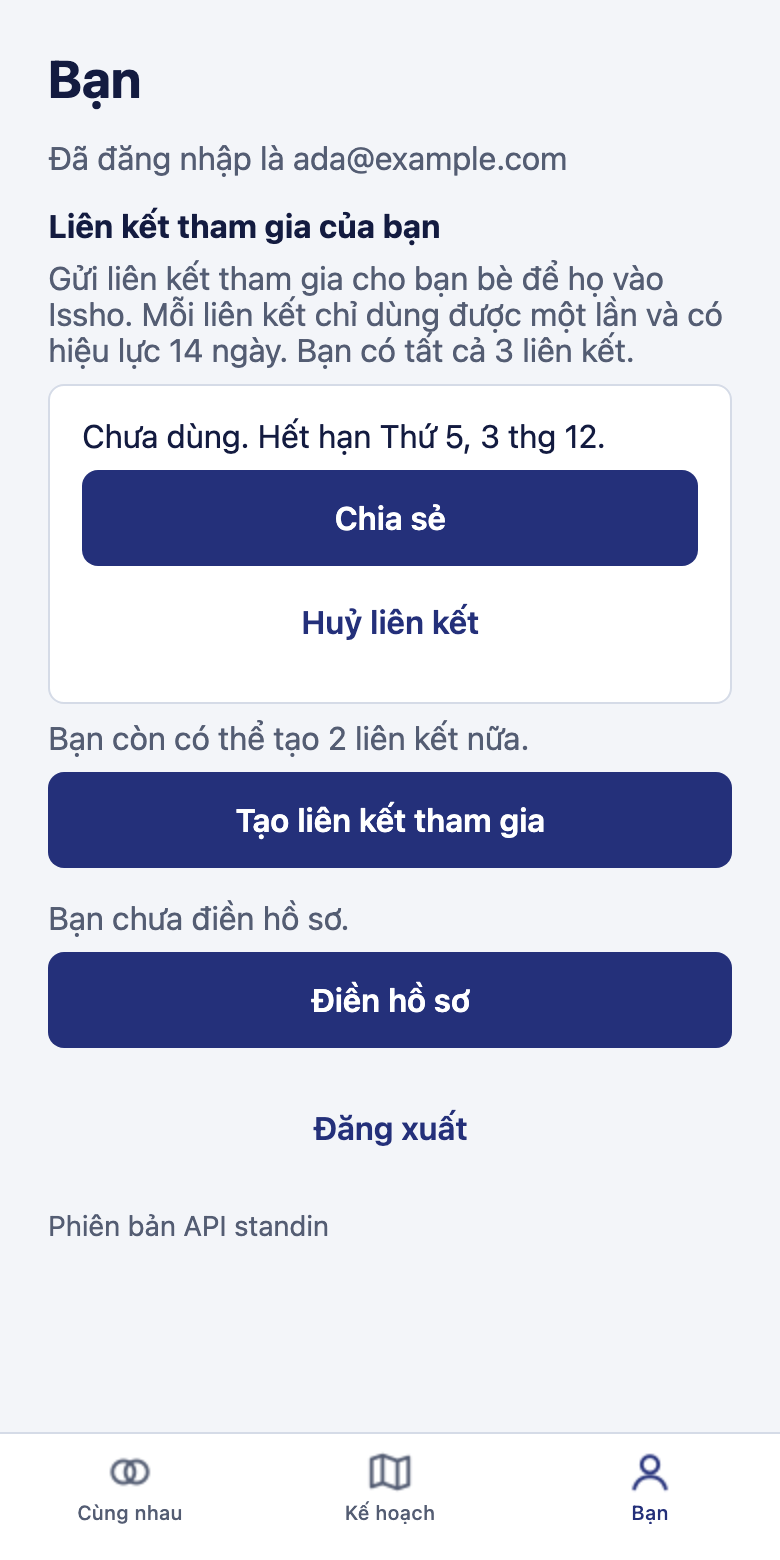 Bạn
Đã đăng nhập là ada@example.com
Liên kết tham gia của bạn
Gửi liên kết tham gia cho bạn bè để họ vào
Issho. Mỗi liên kết chỉ dùng được một lần và có
hiệu lực 14 ngày. Bạn có tất cả 3 liên kết.
Chưa dùng. Hết hạn Thứ 5, 3 thg 12.
Chia sẻ
Huỷ liên kết
Bạn còn có thể tạo 2 liên kết nữa.
Tạo liên kết tham gia
Bạn chưa điền hồ sơ.
Điền hồ sơ
Đăng xuất
Phiên bản API standin
Cùng nhau
Kế hoạch
Bạn